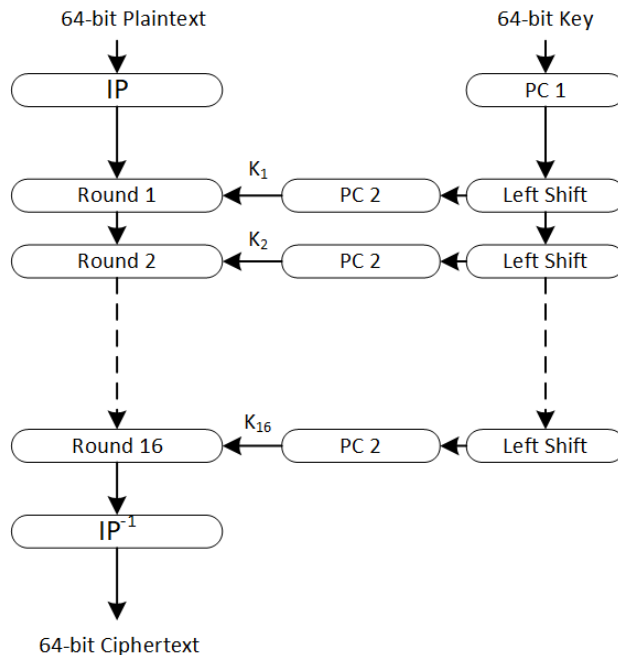 64-bit Plaintext
64-bit Key
IP
PC 1
K₁
Round 1
PC 2
Left Shift
K₂
Round 2
PC 2
Left Shift
K₁₆
Round 16
PC 2
Left Shift
IP⁻¹
64-bit Ciphertext